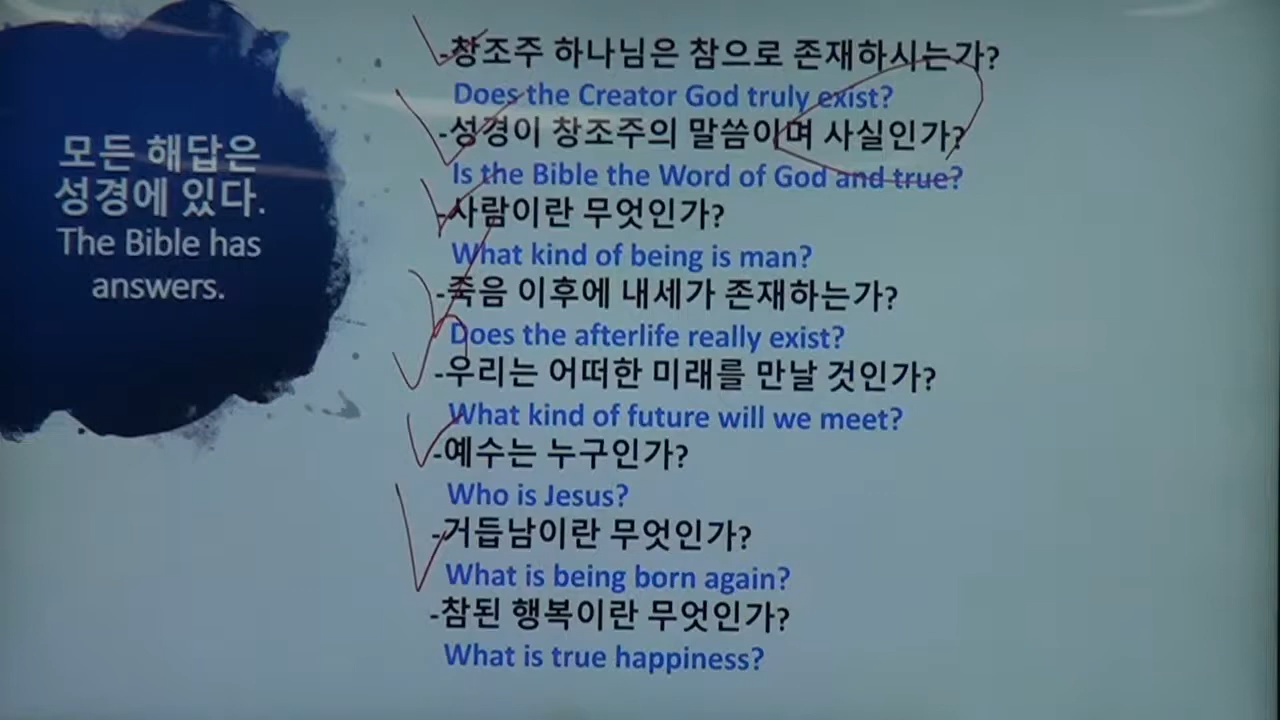 모든 해답은
성경에 있다.
The Bible has
answers.
-창조주 하나님은 참으로 존재하시는가?
Does the Creator God truly exist?
-성경이 창조주의 말씀이며 사실인가?
Is the Bible the Word of God and true?
-사람이란 무엇인가?
What kind of being is man?
-죽음 이후에 내세가 존재하는가?
Does the afterlife really exist?
-우리는 어떠한 미래를 만날 것인가?
What kind of future will we meet?
-예수는 누구인가?
Who is Jesus?
-거듭남이란 무엇인가?
What is being born again?
-참된 행복이란 무엇인가?
What is true happiness?